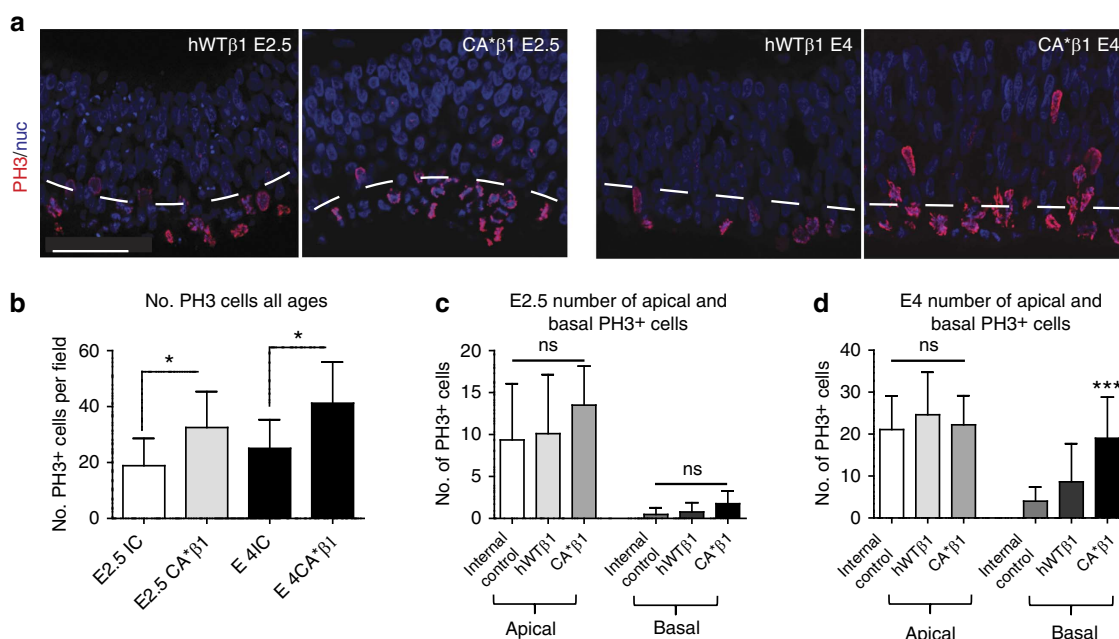 a
hWTβ1 E2.5
CA*β1 E2.5
hWTβ1 E4
CA*β1 E4
PH3/nuc
b
No. PH3 cells all ages
No. PH3+ cells per field
60
40
20
0
*
*
E2.5 IC
E2.5 CA*β1
E 4IC
E 4CA*β1
c
E2.5 number of apical and
basal PH3+ cells
No. of PH3+ cells
20
15
10
5
0
ns
ns
Internal
control
hWTβ1
CA*β1
Internal
control
hWTβ1
CA*β1
Apical
Basal
d
E4 number of apical and
basal PH3+ cells
No. of PH3+ cells
40
30
20
10
0
ns
***
Internal
control
hWTβ1
CA*β1
Internal
control
hWTβ1
CA*β1
Apical
Basal